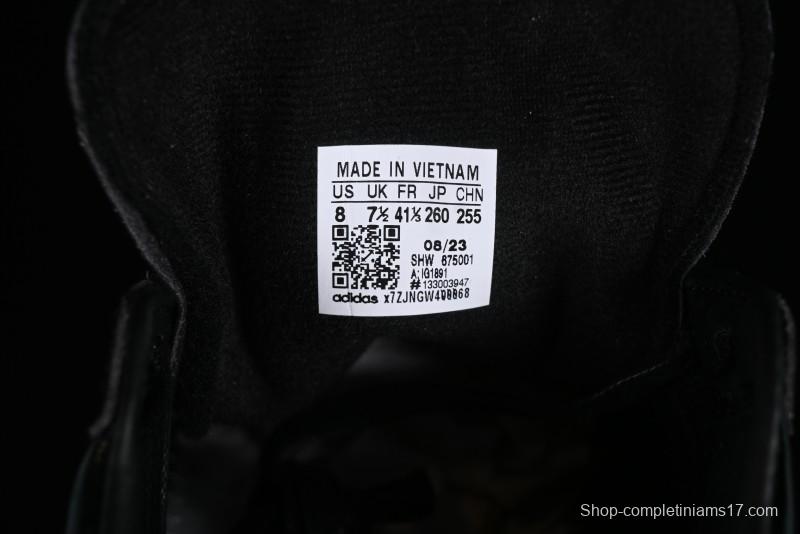 MADE IN VIETNAM
US UK FR JP CHN
8 7½ 41⅓ 260 255
08/23
SHW 675001
A: IG1891
#133003947
adidas
Shop-completiniams17.com